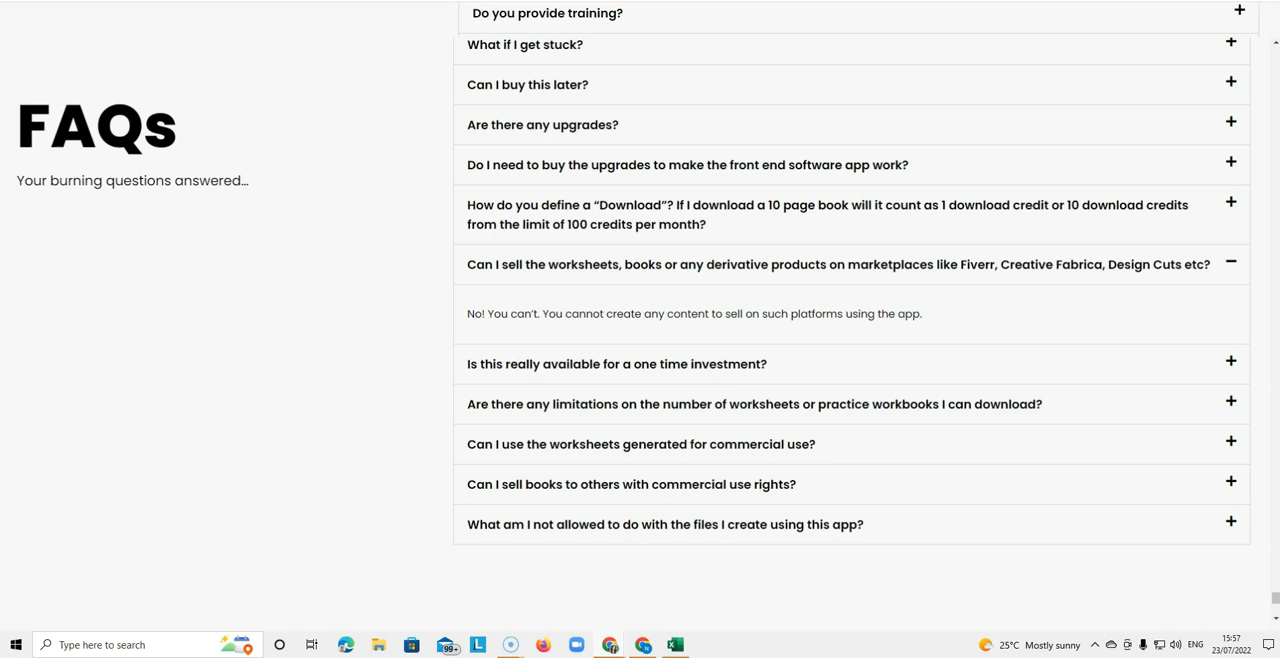 Do you provide training?
What if I get stuck?
Can I buy this later?
Are there any upgrades?
FAQs
Your burning questions answered...
Do I need to buy the upgrades to make the front end software app work?
How do you define a “Download”? If I download a 10 page book will it count as 1 download credit or 10 download credits
from the limit of 100 credits per month?
Can I sell the worksheets, books or any derivative products on marketplaces like Fiverr, Creative Fabrica, Design Cuts etc?
No! You can't. You cannot create any content to sell on such platforms using the app.
Is this really available for a one time investment?
Are there any limitations on the number of worksheets or practice workbooks I can download?
Can I use the worksheets generated for commercial use?
Can I sell books to others with commercial use rights?
What am I not allowed to do with the files I create using this app?
Type here to search
99+
L
N
25°C Mostly sunny
ENG
15:57
23/07/2022